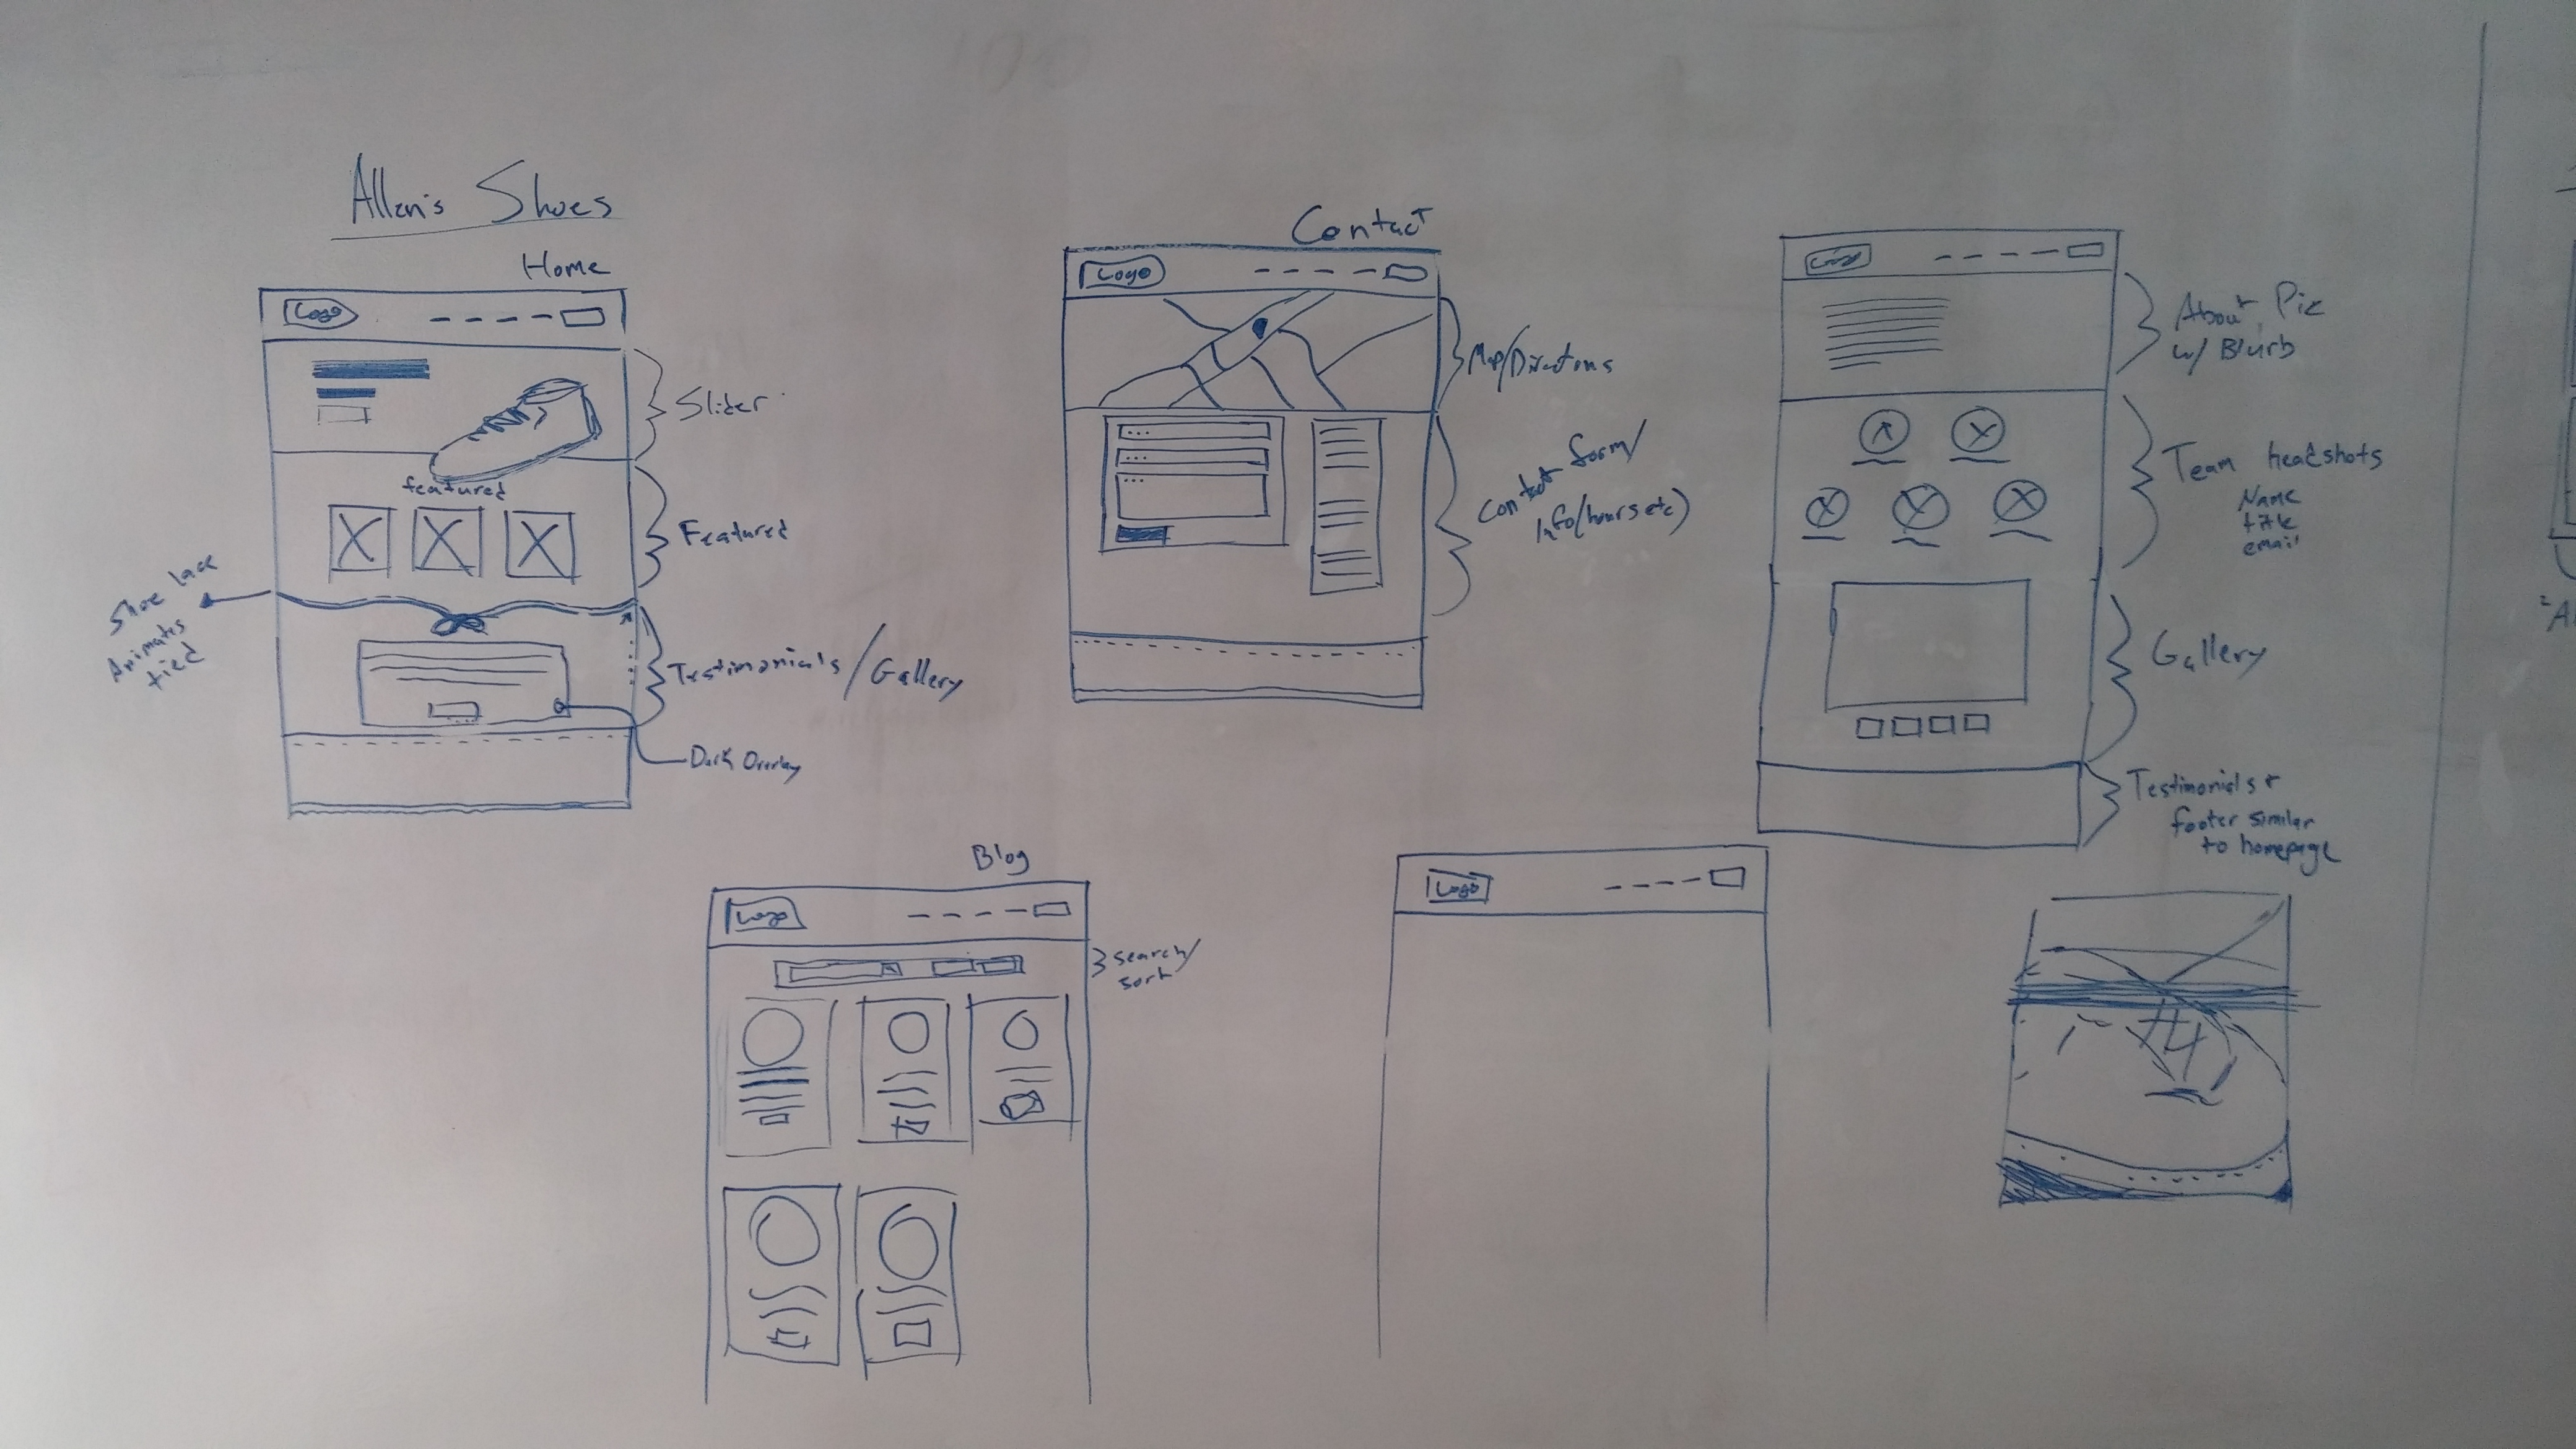 Allen's Shoes
Home
Logo
Slider
featured
Featured
Shoe lace
Animates
tied
Testimonials/Gallery
Dark Overlay
Contact
Logo
Map/Directions
Contact form/
Info(hours etc)
Logo
About Pic
w/ Blurb
Team headshots
Name
title
email
Gallery
Testimonials +
footer similar
to homepage
Blog
Logo
search/
sort
Logo